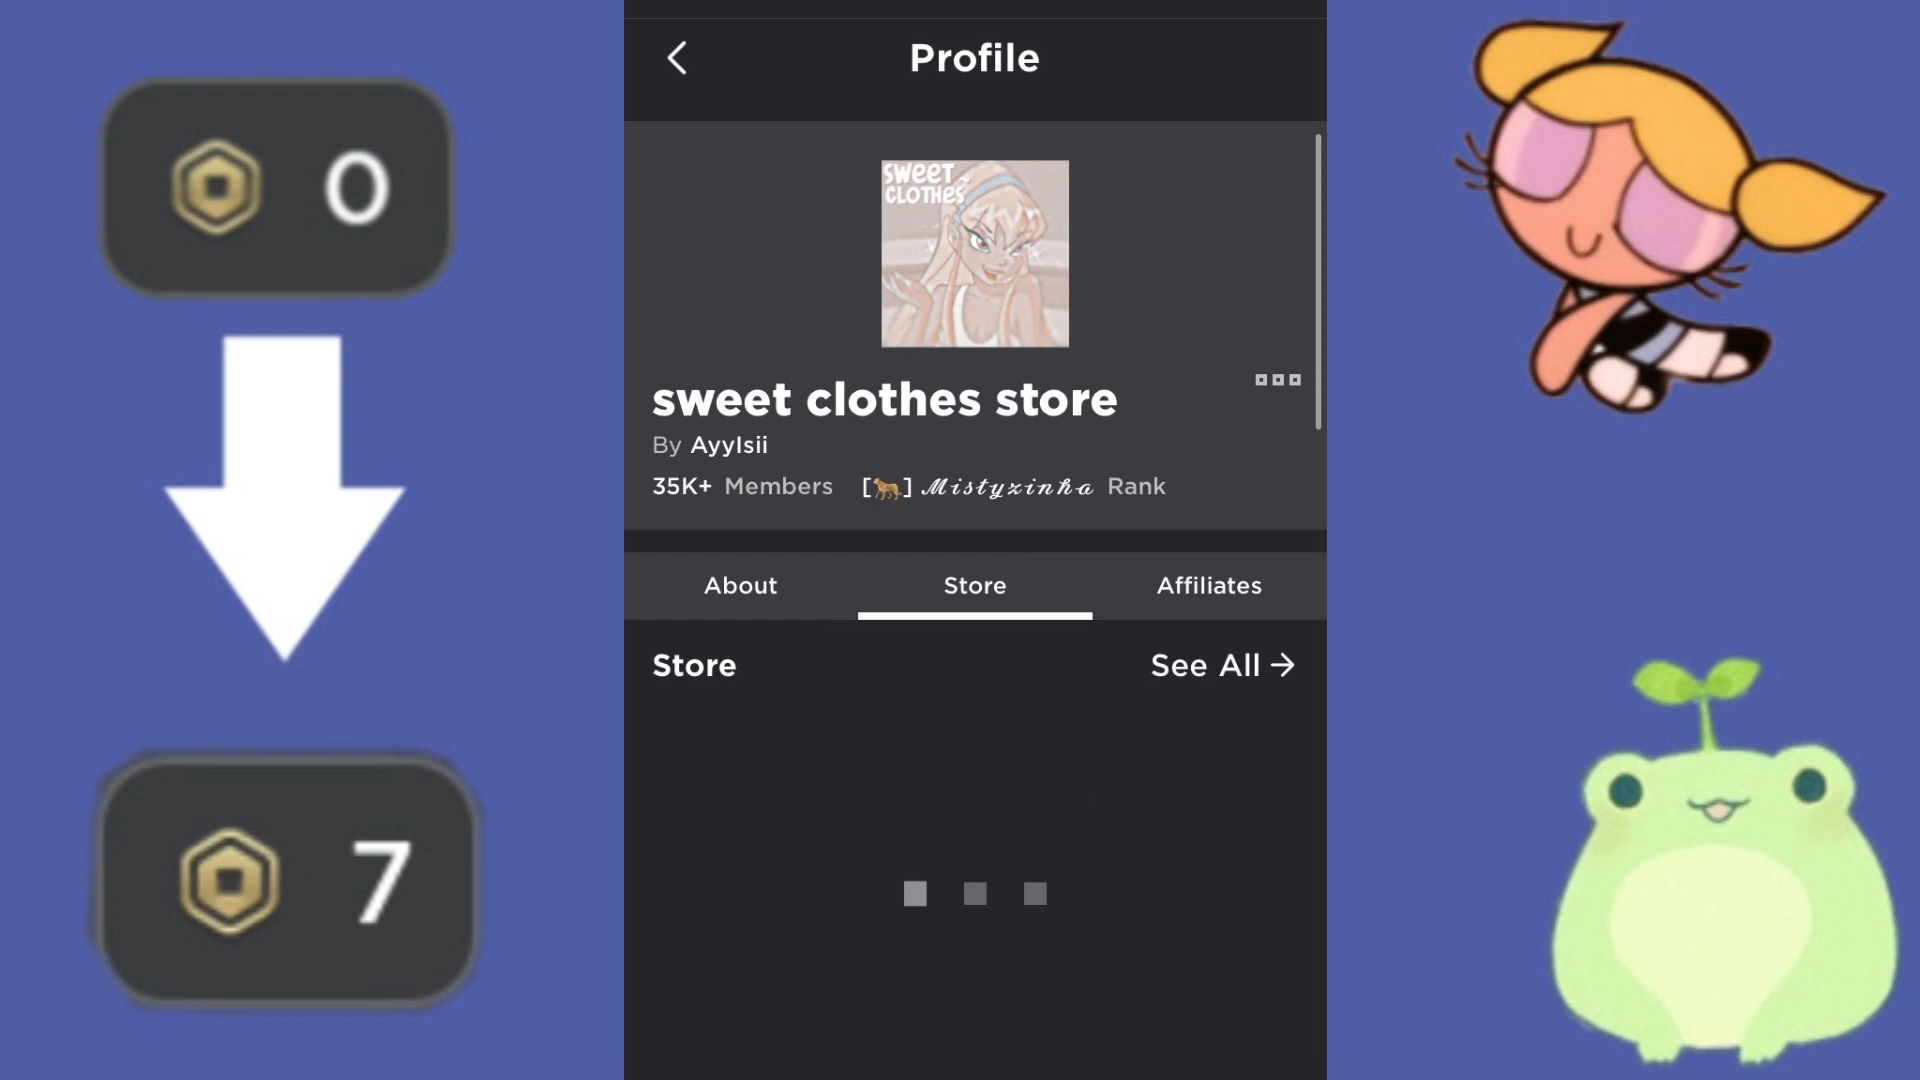 0
7
Profile
SWEET
CLOTHES
sweet clothes store
By AyyIsii
35K+ Members [🐆] 𝓜𝓲𝓼𝓽𝔂𝔃𝓲𝓷𝓱𝓪 Rank
About Store Affiliates
Store See All →